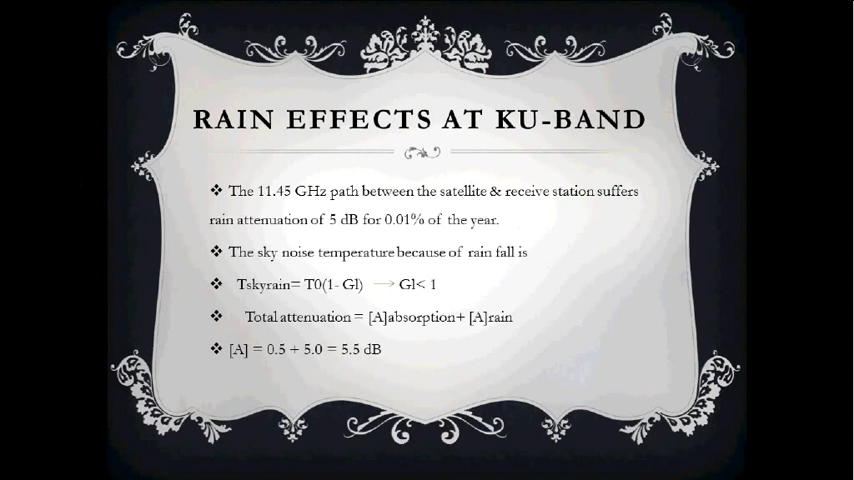 RAIN EFFECTS AT KU-BAND
❖ The 11.45 GHz path between the satellite & receive station suffers
rain attenuation of 5 dB for 0.01% of the year.
❖ The sky noise temperature because of rain fall is
❖ Tskyrain= T0(1- Gl) → Gl< 1
❖ Total attenuation = [A]absorption+ [A]rain
❖ [A] = 0.5 + 5.0 = 5.5 dB